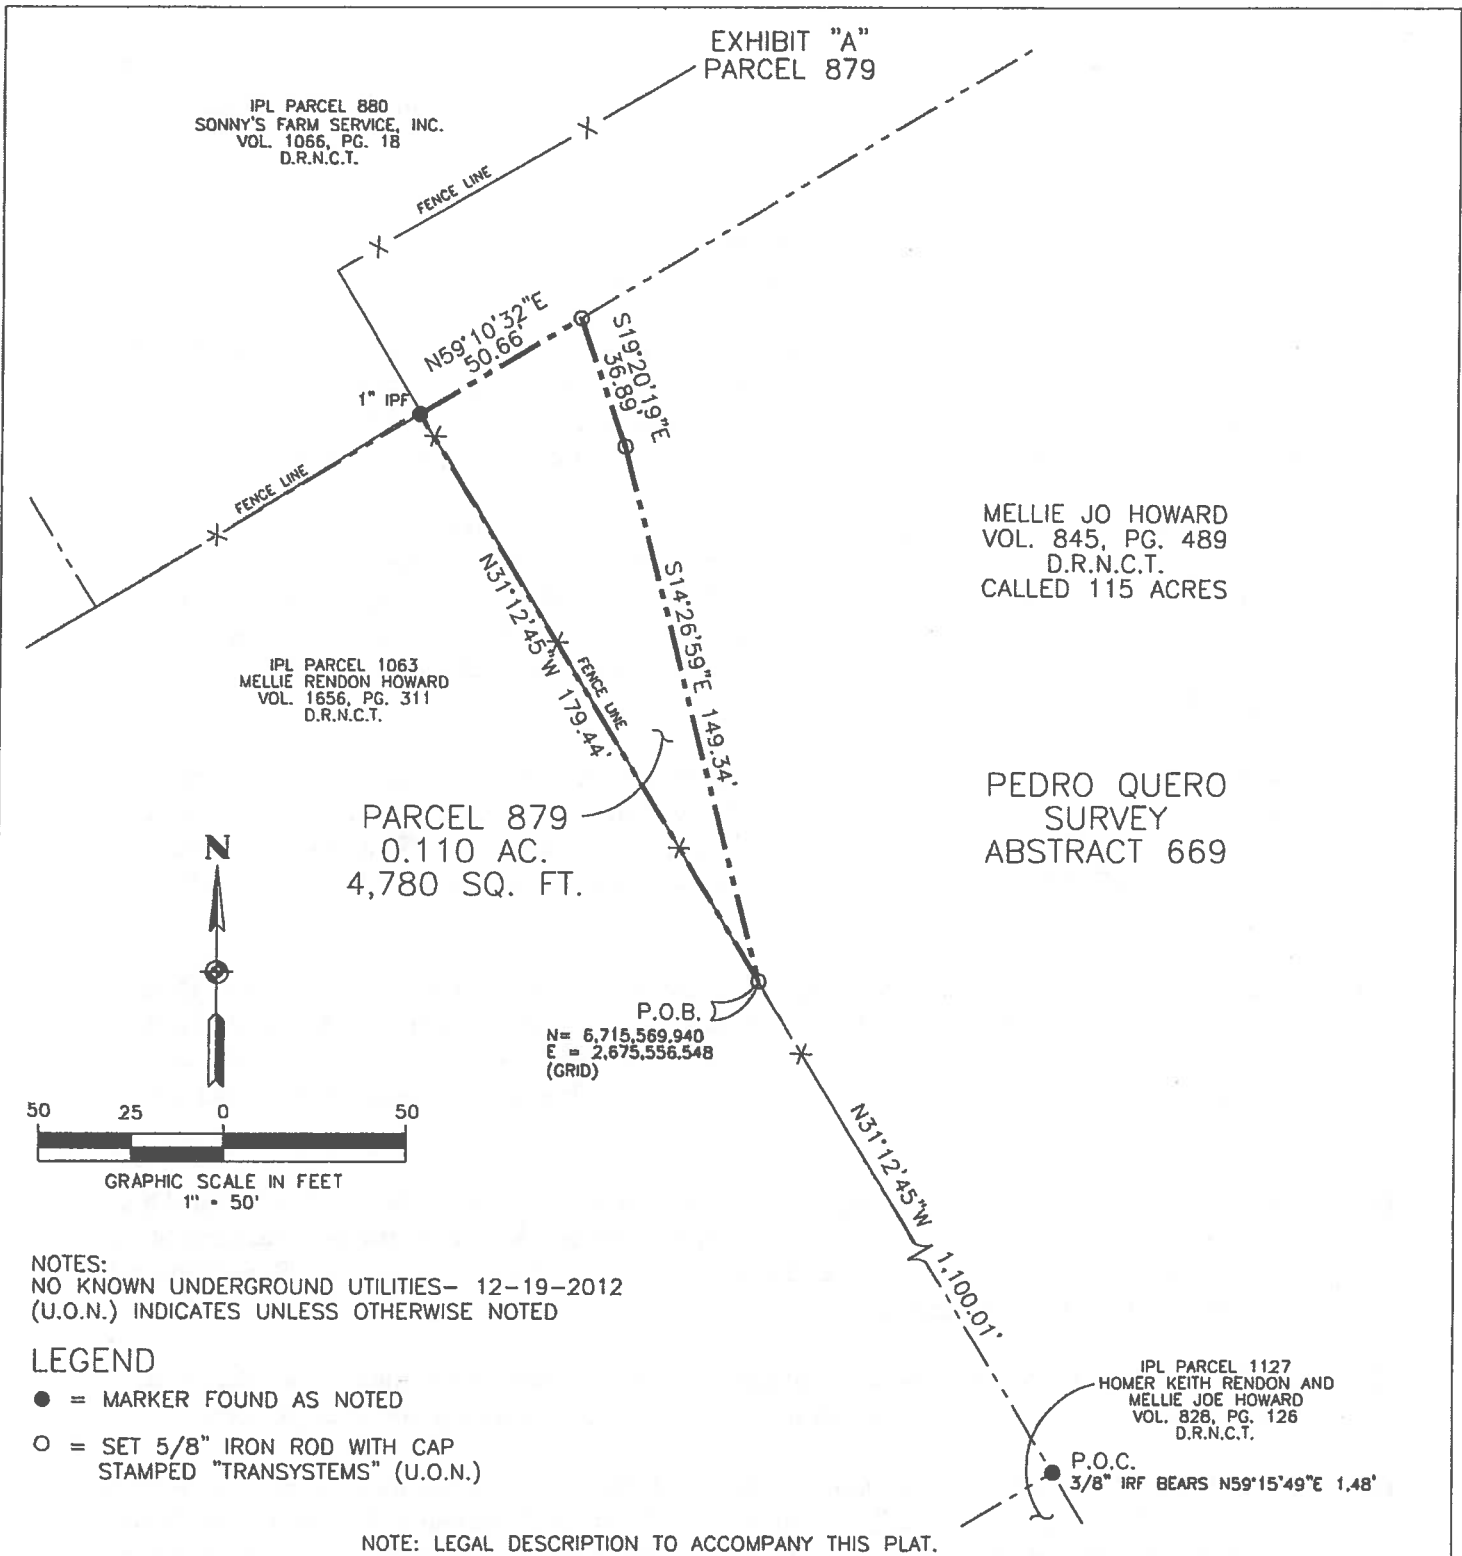 EXHIBIT "A"
PARCEL 879
IPL PARCEL 880
SONNY'S FARM SERVICE, INC.
VOL. 1066, PG. 18
D.R.N.C.T.
FENCE LINE
N59°10'32"E
50.66'
S19°20'19"E
36.89'
1" IPF
FENCE LINE
MELLIE JO HOWARD
VOL. 845, PG. 489
D.R.N.C.T.
CALLED 115 ACRES
N31°12'45"W 179.44'
FENCE LINE
S14°26'59"E 149.34'
IPL PARCEL 1063
MELLIE RENDON HOWARD
VOL. 1656, PG. 311
D.R.N.C.T.
PARCEL 879
0.110 AC.
4,780 SQ. FT.
PEDRO QUERO
SURVEY
ABSTRACT 669
N
P.O.B.
N= 6,715,569.940
E = 2,675,556.548
(GRID)
50 25 0 50
GRAPHIC SCALE IN FEET
1" = 50'
N31°12'45"W 1,100.01'
NOTES:
NO KNOWN UNDERGROUND UTILITIES- 12-19-2012
(U.O.N.) INDICATES UNLESS OTHERWISE NOTED
LEGEND
= MARKER FOUND AS NOTED
= SET 5/8" IRON ROD WITH CAP
STAMPED "TRANSYSTEMS" (U.O.N.)
IPL PARCEL 1127
HOMER KEITH RENDON AND
MELLIE JOE HOWARD
VOL. 828, PG. 126
D.R.N.C.T.
P.O.C.
3/8" IRF BEARS N59°15'49"E 1.48'
NOTE: LEGAL DESCRIPTION TO ACCOMPANY THIS PLAT.